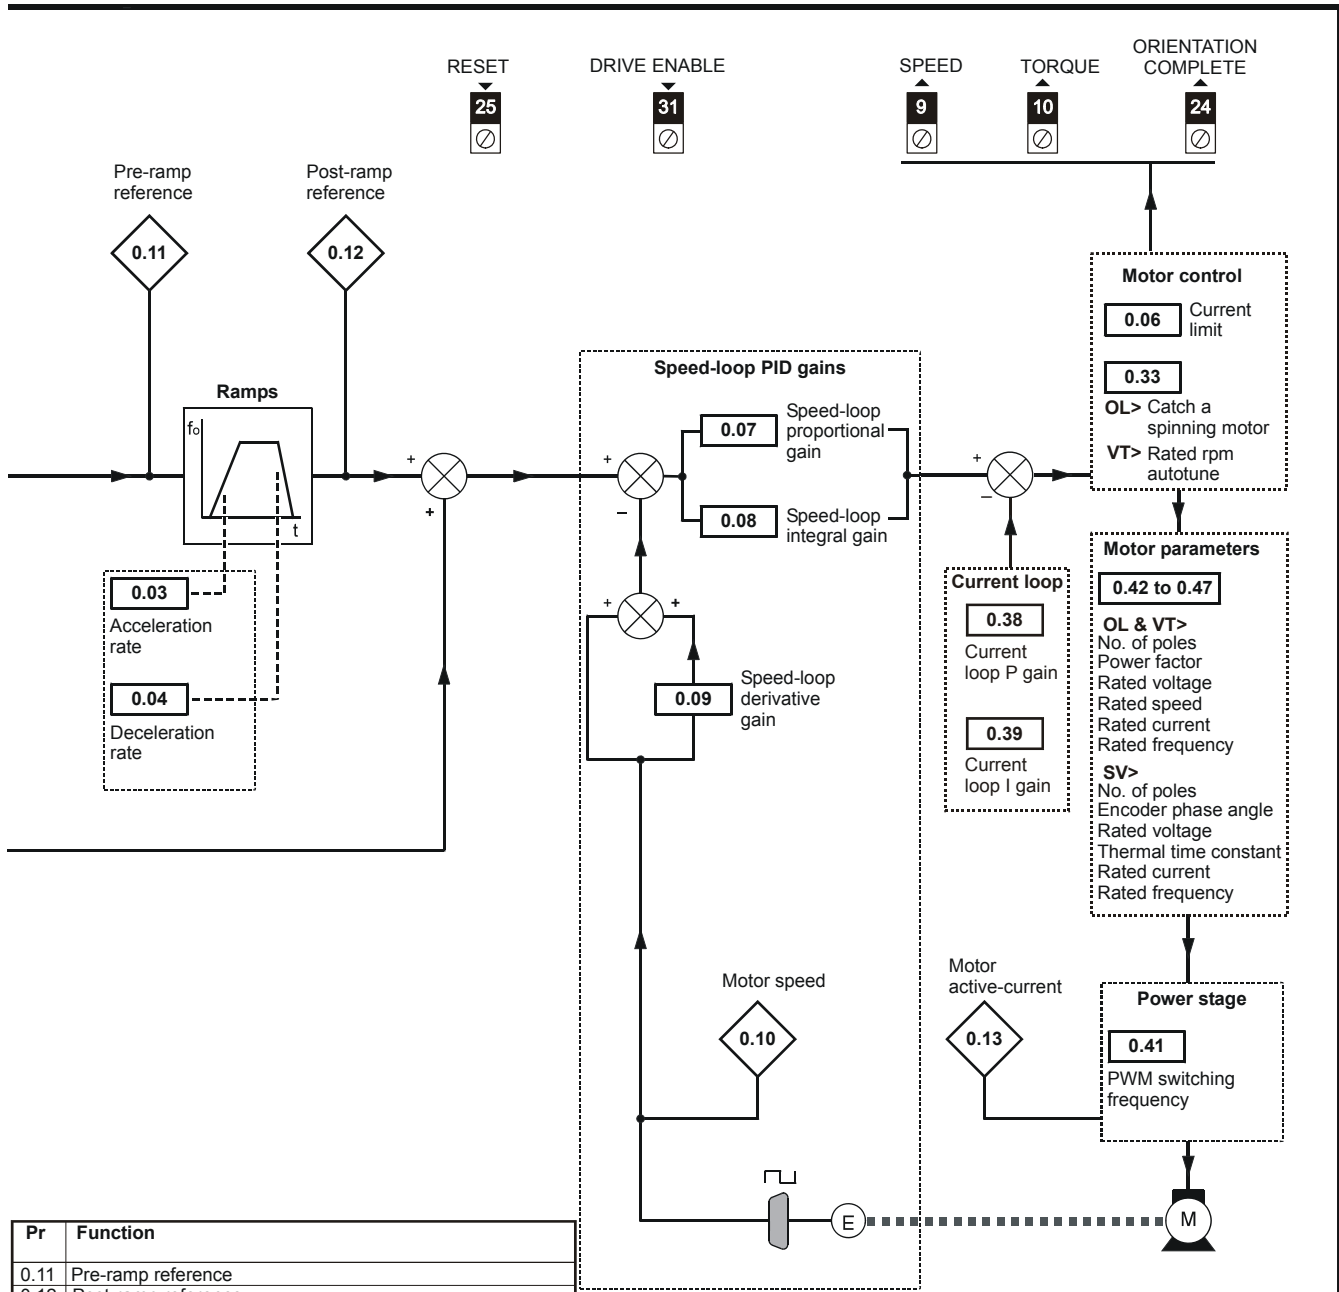 RESET
25
DRIVE ENABLE
31
SPEED
9
TORQUE
10
ORIENTATION
COMPLETE
24
Pre-ramp
reference
0.11
Post-ramp
reference
0.12
Ramps
fo
t
0.03
Acceleration
rate
0.04
Deceleration
rate
+
+
Speed-loop PID gains
+
–
0.07
Speed-loop
proportional
gain
0.08
Speed-loop
integral gain
+
+
0.09
Speed-loop
derivative
gain
Motor speed
0.10
E
+
–
Current loop
0.38
Current
loop P gain
0.39
Current
loop I gain
Motor control
0.06
Current
limit
0.33
OL> Catch a
spinning motor
VT> Rated rpm
autotune
Motor parameters
0.42 to 0.47
OL & VT>
No. of poles
Power factor
Rated voltage
Rated speed
Rated current
Rated frequency
SV>
No. of poles
Encoder phase angle
Rated voltage
Thermal time constant
Rated current
Rated frequency
Motor
active-current
0.13
Power stage
0.41
PWM switching
frequency
M
Pr Function
0.11 Pre-ramp reference
0.12 Post-ramp reference